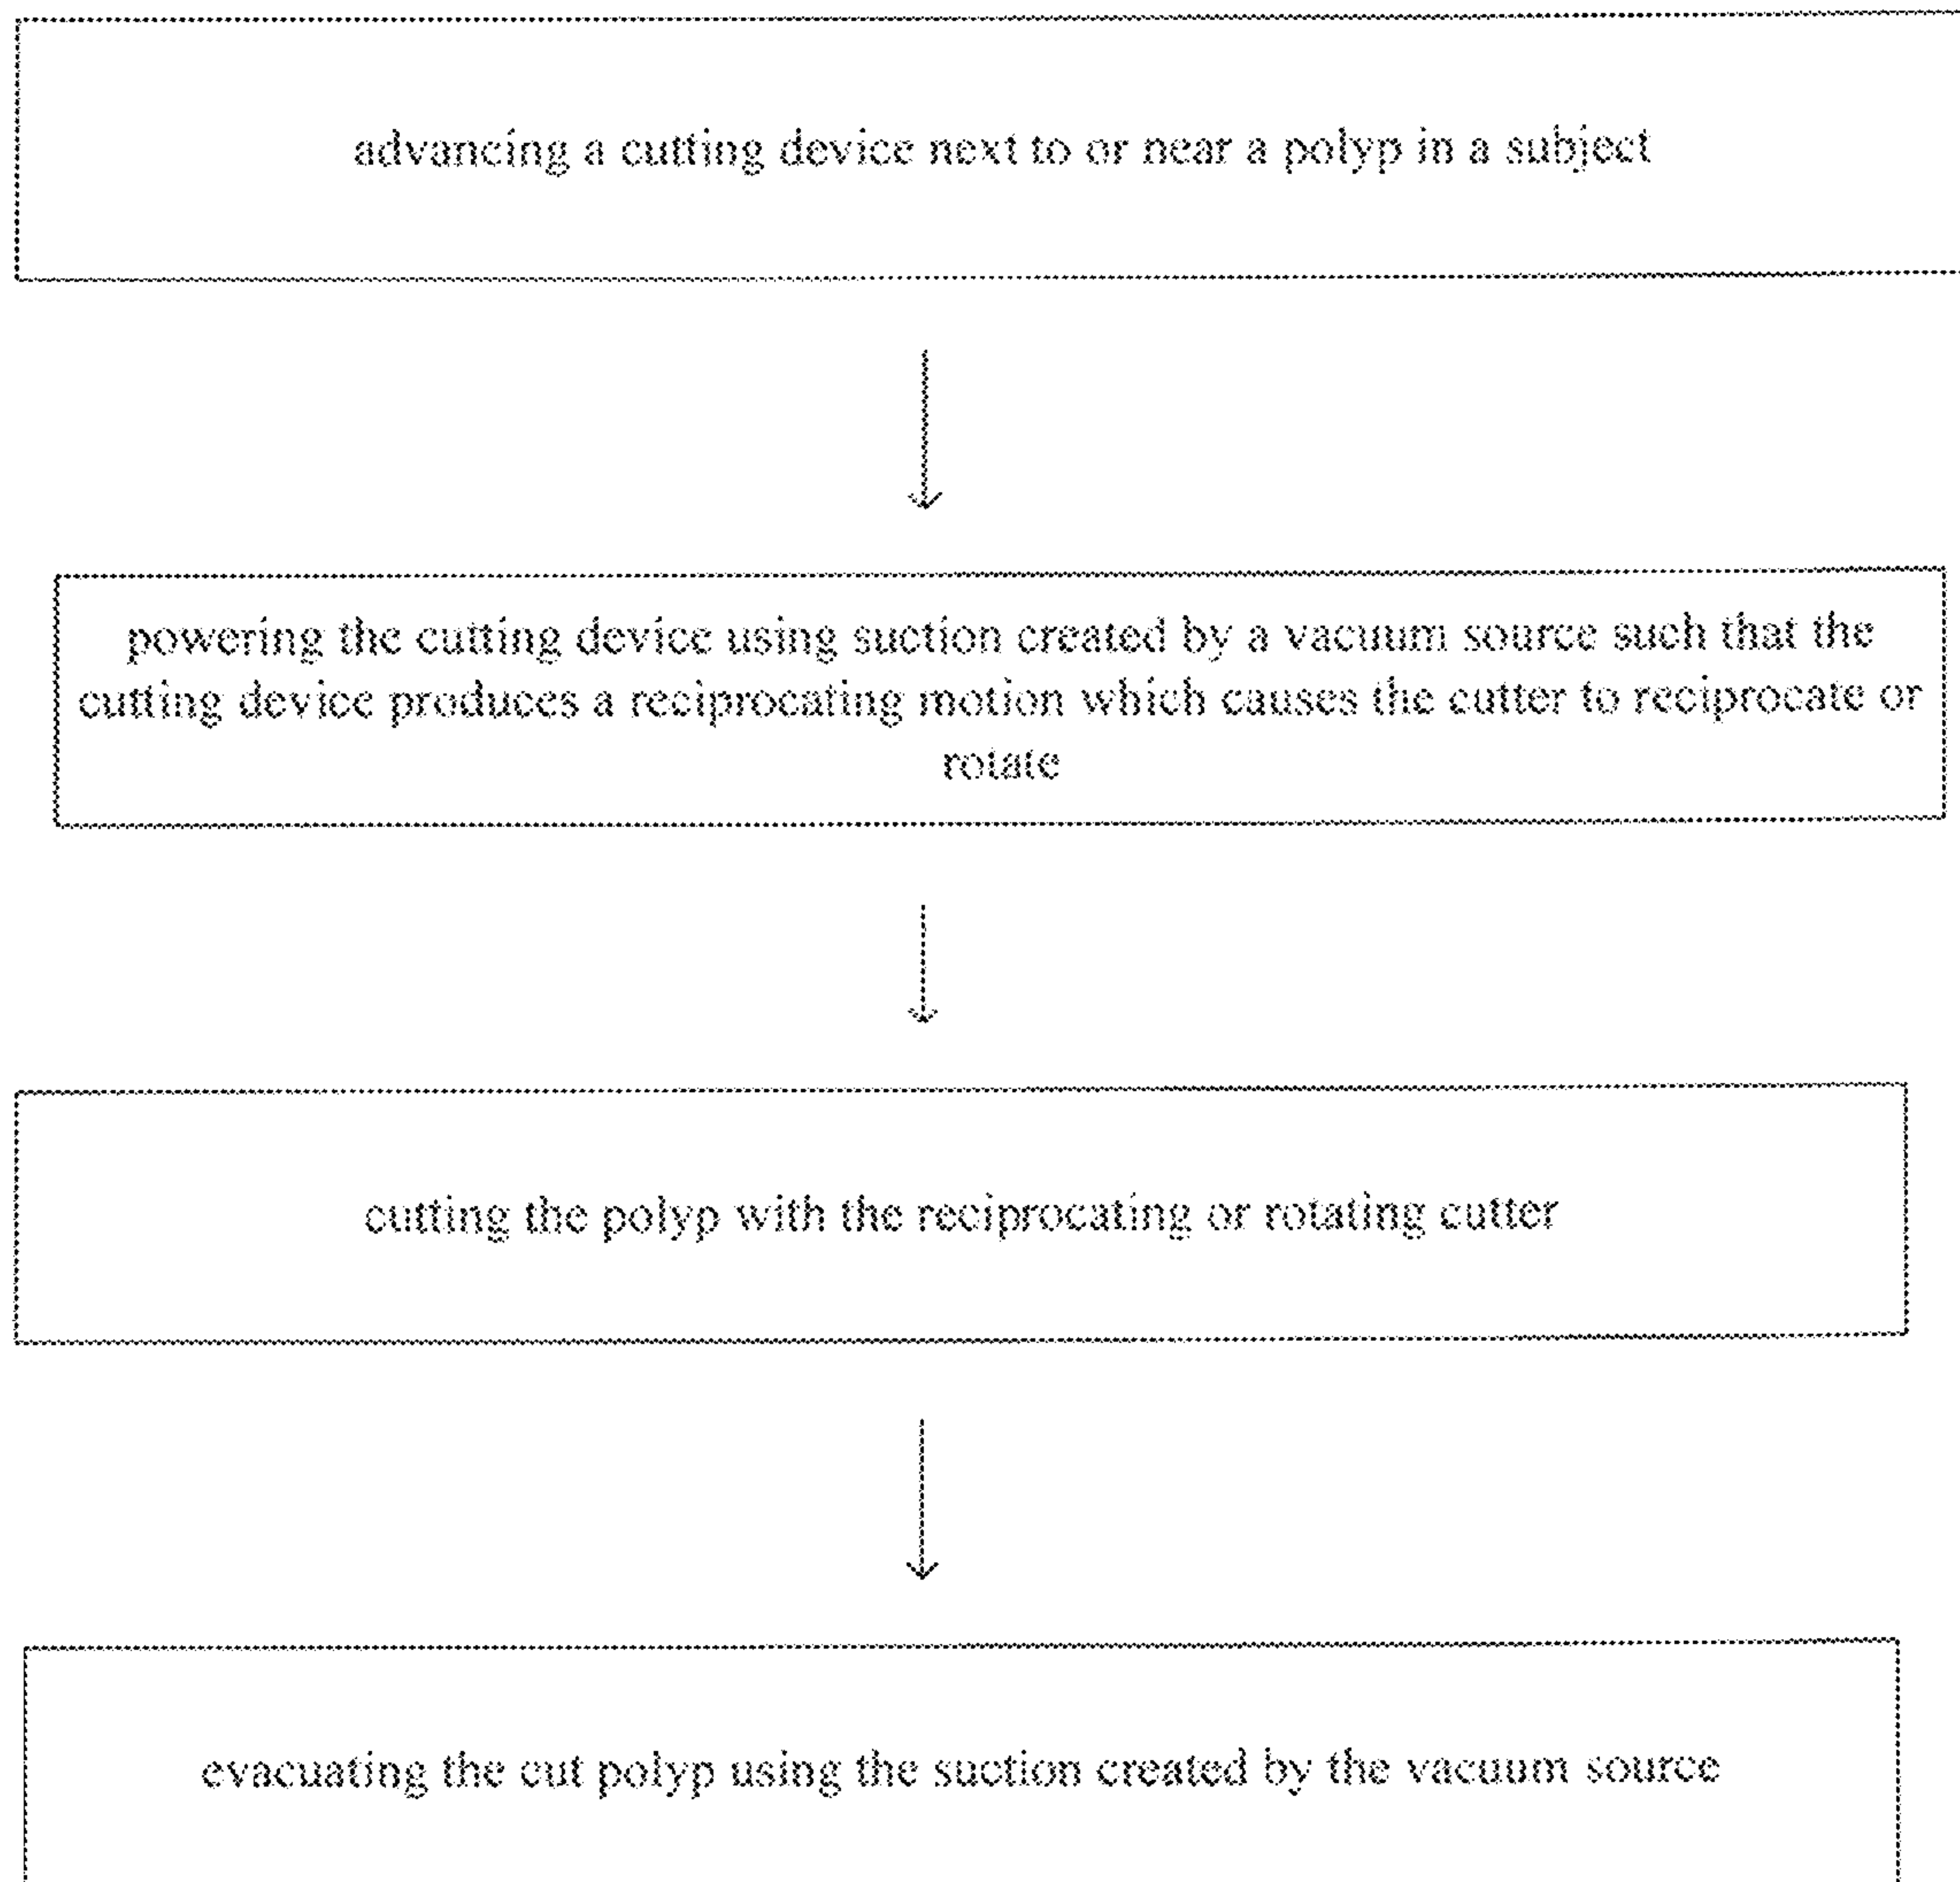 advancing a cutting device next to or near a polyp in a subject
powering the cutting device using suction created by a vacuum source such that the
cutting device produces a reciprocating motion which causes the cutter to reciprocate or
rotate
cutting the polyp with the reciprocating or rotating cutter
evacuating the cut polyp using the suction created by the vacuum source